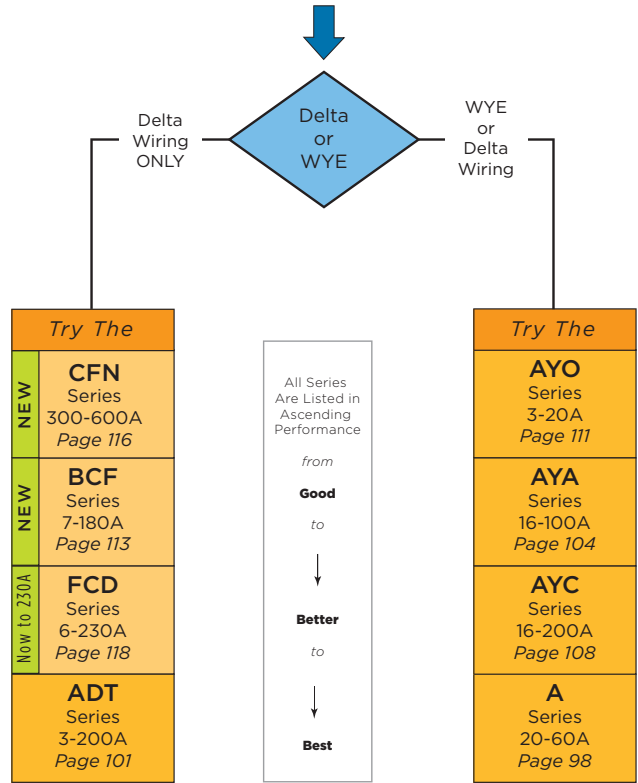 Delta
or
WYE
Delta
Wiring
ONLY
WYE
or
Delta
Wiring
Try The
NEW
CFN
Series
300-600A
Page 116
NEW
BCF
Series
7-180A
Page 113
Now to 230A
FCD
Series
6-230A
Page 118
ADT
Series
3-200A
Page 101
All Series
Are Listed in
Ascending
Performance
from
Good
to
Better
to
Best
Try The
AYO
Series
3-20A
Page 111
AYA
Series
16-100A
Page 104
AYC
Series
16-200A
Page 108
A
Series
20-60A
Page 98